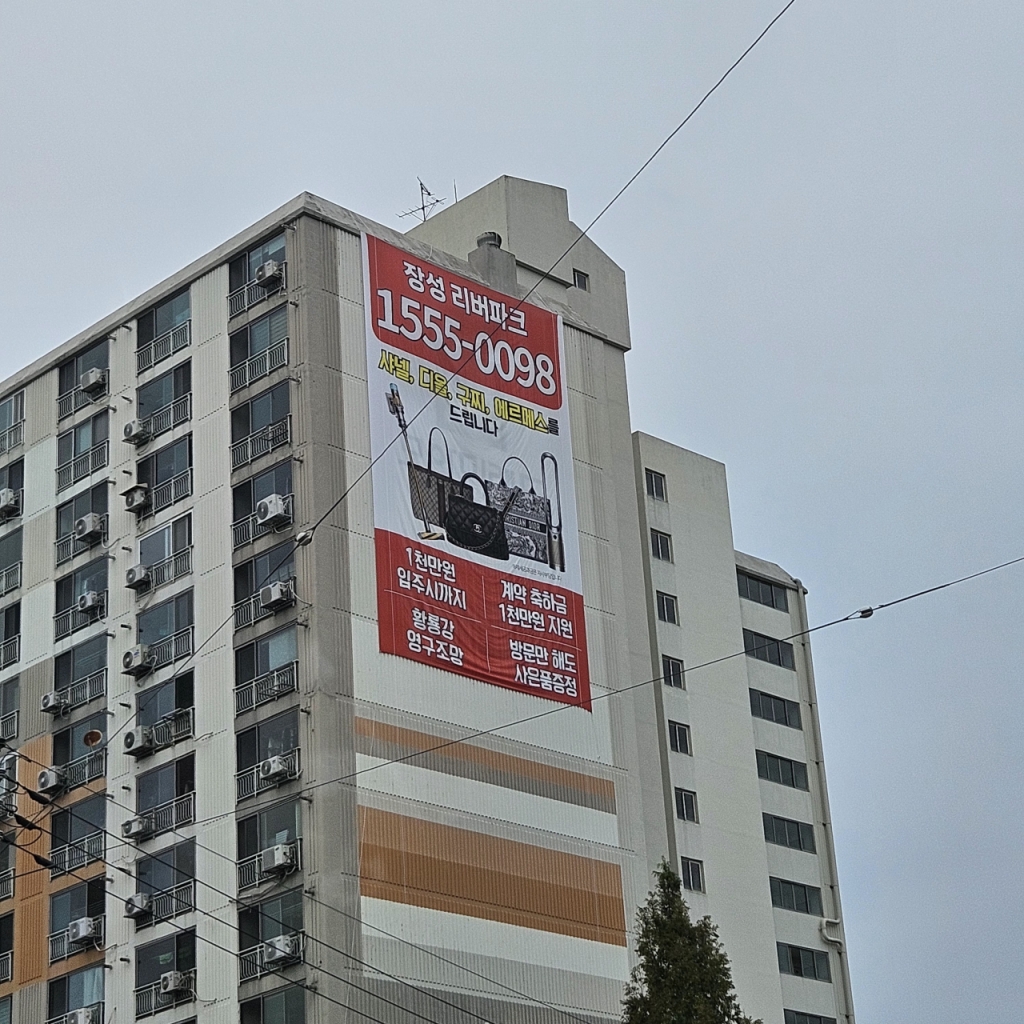 장성 리버파크
1555-0098
샤넬, 디올, 구찌, 에르메스를
드립니다
CHRISTIAN DIOR
1천만원
입주시까지
계약 축하금
1천만원 지원
황룡강
영구조망
방문만 해도
사은품증정